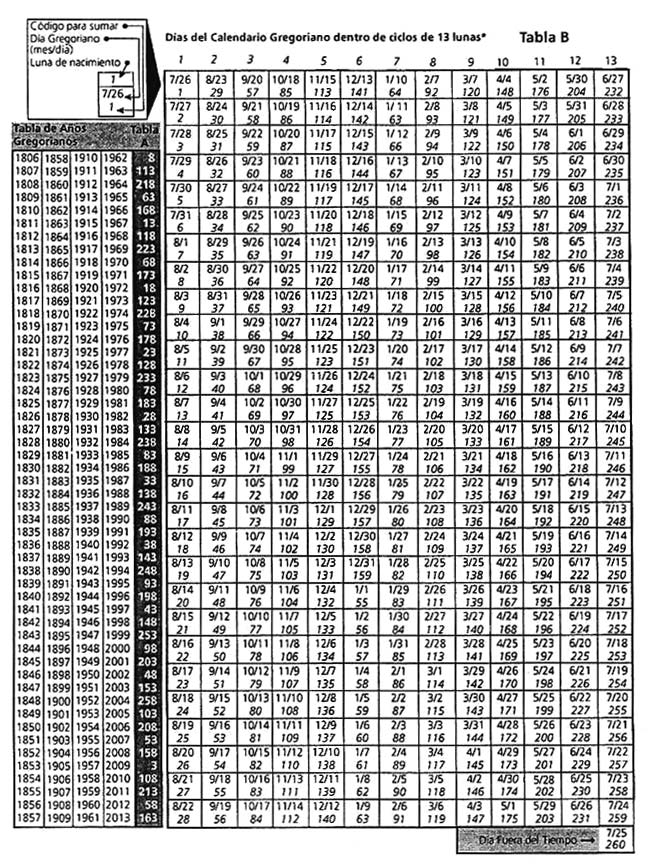 Código para sumar
Día Gregoriano
(mes/día)
Luna de nacimiento
1
7/26
1
Días del Calendario Gregoriano dentro de ciclos de 13 lunas* Tabla B
Tabla de Años Gregorianos Tabla A
1806 1858 1910 1962 8
1807 1859 1911 1963 113
1808 1860 1912 1964 218
1809 1861 1913 1965 63
1810 1862 1914 1966 168
1811 1863 1915 1967 13
1812 1864 1916 1968 118
1813 1865 1917 1969 223
1814 1866 1918 1970 68
1815 1867 1919 1971 173
1816 1868 1920 1972 18
1817 1869 1921 1973 123
1818 1870 1922 1974 228
1819 1871 1923 1975 73
1820 1872 1924 1976 178
1821 1873 1925 1977 23
1822 1874 1926 1978 128
1823 1875 1927 1979 233
1824 1876 1928 1980 78
1825 1877 1929 1981 183
1826 1878 1930 1982 28
1827 1879 1931 1983 133
1828 1880 1932 1984 238
1829 1881 1933 1985 83
1830 1882 1934 1986 188
1831 1883 1935 1987 33
1832 1884 1936 1988 138
1833 1885 1937 1989 243
1834 1886 1938 1990 88
1835 1887 1939 1991 193
1836 1888 1940 1992 38
1837 1889 1941 1993 143
1838 1890 1942 1994 248
1839 1891 1943 1995 93
1840 1892 1944 1996 198
1841 1893 1945 1997 43
1842 1894 1946 1998 148
1843 1895 1947 1999 253
1844 1896 1948 2000 98
1845 1897 1949 2001 203
1846 1898 1950 2002 48
1847 1899 1951 2003 153
1848 1900 1952 2004 258
1849 1901 1953 2005 103
1850 1902 1954 2006 208
1851 1903 1955 2007 53
1852 1904 1956 2008 158
1853 1905 1957 2009 3
1854 1906 1958 2010 108
1855 1907 1959 2011 213
1856 1908 1960 2012 58
1857 1909 1961 2013 163
1 2 3 4 5 6 7 8 9 10 11 12 13
7/26 8/23 9/20 10/18 11/15 12/13 1/10 2/7 3/7 4/4 5/2 5/30 6/27
1 29 57 85 113 141 64 92 120 148 176 204 232
7/27 8/24 9/21 10/19 11/16 12/14 1/11 2/8 3/8 4/5 5/3 5/31 6/28
2 30 58 86 114 142 63 93 121 149 177 205 233
7/28 8/25 9/22 10/20 11/17 12/15 1/12 2/9 3/9 4/6 5/4 6/1 6/29
3 31 59 87 115 143 66 94 122 150 178 206 234
7/29 8/26 9/23 10/21 11/18 12/16 1/13 2/10 3/10 4/7 5/5 6/2 6/30
4 32 60 88 116 144 67 95 123 151 179 207 235
7/30 8/27 9/24 10/22 11/19 12/17 1/14 2/11 3/11 4/8 5/6 6/3 7/1
5 33 61 89 117 145 68 96 124 152 180 208 236
7/31 8/28 9/25 10/23 11/20 12/18 1/15 2/12 3/12 4/9 5/7 6/4 7/2
6 34 62 90 118 146 69 97 125 153 181 209 237
8/1 8/29 9/26 10/24 11/21 12/19 1/16 2/13 3/13 4/10 5/8 6/5 7/3
7 35 63 91 119 147 70 98 126 154 182 210 238
8/2 8/30 9/27 10/25 11/22 12/20 1/17 2/14 3/14 4/11 5/9 6/6 7/4
8 36 64 92 120 148 71 99 127 155 183 211 239
8/3 8/31 9/28 10/26 11/23 12/21 1/18 2/15 3/15 4/12 5/10 6/7 7/5
9 37 65 93 121 149 72 100 128 156 184 212 240
8/4 9/1 9/29 10/27 11/24 12/22 1/19 2/16 3/16 4/13 5/11 6/8 7/6
10 38 66 94 122 150 73 101 129 157 185 213 241
8/5 9/2 9/30 10/28 11/25 12/23 1/20 2/17 3/17 4/14 5/12 6/9 7/7
11 39 67 95 123 151 74 102 130 158 186 214 242
8/6 9/3 10/1 10/29 11/26 12/24 1/21 2/18 3/18 4/15 5/13 6/10 7/8
12 40 68 96 124 152 75 103 131 159 187 215 243
8/7 9/4 10/2 10/30 11/27 12/25 1/22 2/19 3/19 4/16 5/14 6/11 7/9
13 41 69 97 125 153 76 104 132 160 188 216 244
8/8 9/5 10/3 10/31 11/28 12/26 1/23 2/20 3/20 4/17 5/15 6/12 7/10
14 42 70 98 126 154 77 105 133 161 189 217 245
8/9 9/6 10/4 11/1 11/29 12/27 1/24 2/21 3/21 4/18 5/16 6/13 7/11
15 43 71 99 127 155 78 106 134 162 190 218 246
8/10 9/7 10/5 11/2 11/30 12/28 1/25 2/22 3/22 4/19 5/17 6/14 7/12
16 44 72 100 128 156 79 107 135 163 191 219 247
8/11 9/8 10/6 11/3 12/1 12/29 1/26 2/23 3/23 4/20 5/18 6/15 7/13
17 45 73 101 129 157 80 108 136 164 192 220 248
8/12 9/9 10/7 11/4 12/2 12/30 1/27 2/24 3/24 4/21 5/19 6/16 7/14
18 46 74 102 130 158 81 109 137 165 193 221 249
8/13 9/10 10/8 11/5 12/3 12/31 1/28 2/25 3/25 4/22 5/20 6/17 7/15
19 47 75 103 131 159 82 110 138 166 194 222 250
8/14 9/11 10/9 11/6 12/4 1/1 1/29 2/26 3/26 4/23 5/21 6/18 7/16
20 48 76 104 132 55 83 111 139 167 195 223 251
8/15 9/12 10/10 11/7 12/5 1/2 1/30 2/27 3/27 4/24 5/22 6/19 7/17
21 49 77 105 133 56 84 112 140 168 196 224 252
8/16 9/13 10/11 11/8 12/6 1/3 1/31 2/28 3/28 4/25 5/23 6/20 7/18
22 50 78 106 134 57 85 113 141 169 197 225 253
8/17 9/14 10/12 11/9 12/7 1/4 2/1 3/1 3/29 4/26 5/24 6/21 7/19
23 51 79 107 135 58 86 114 142 170 198 226 254
8/18 9/15 10/13 11/10 12/8 1/5 2/2 3/2 3/30 4/27 5/25 6/22 7/20
24 52 80 108 136 59 87 115 143 171 199 227 255
8/19 9/16 10/14 11/11 12/9 1/6 2/3 3/3 3/31 4/28 5/26 6/23 7/21
25 53 81 109 137 60 88 116 144 172 200 228 256
8/20 9/17 10/15 11/12 12/10 1/7 2/4 3/4 4/1 4/29 5/27 6/24 7/22
26 54 82 110 138 61 89 117 145 173 201 229 257
8/21 9/18 10/16 11/13 12/11 1/8 2/5 3/5 4/2 4/30 5/28 6/25 7/23
27 55 83 111 139 62 90 118 146 174 202 230 258
8/22 9/19 10/17 11/14 12/12 1/9 2/6 3/6 4/3 5/1 5/29 6/26 7/24
28 56 84 112 140 63 91 119 147 175 203 231 259
Día Fuera del Tiempo → 7/25
260